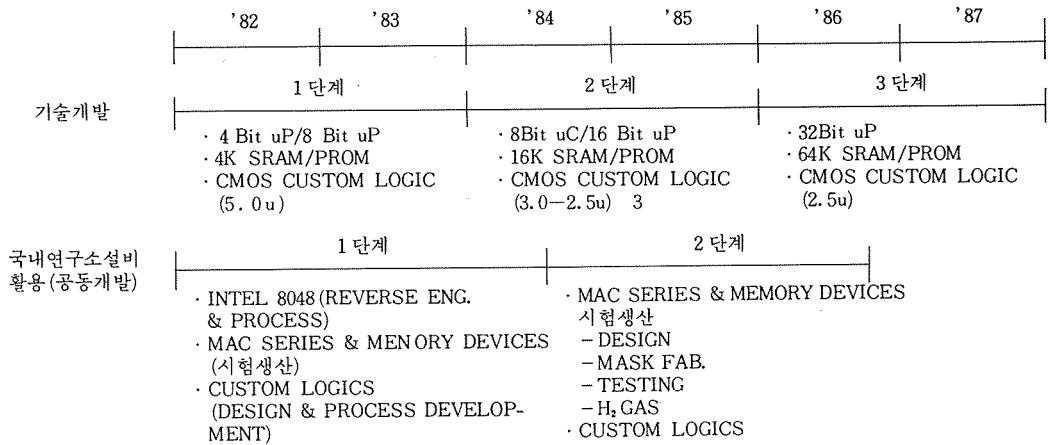 '82 '83 '84 '85 '86 '87
1 단계 2 단계 3 단계
기술개발
· 4 Bit uP/8 Bit uP
· 4K SRAM/PROM
· CMOS CUSTOM LOGIC
(5.0u)
· 8Bit uC/16 Bit uP
· 16K SRAM/PROM
· CMOS CUSTOM LOGIC
(3.0-2.5u) 3
· 32Bit uP
· 64K SRAM/PROM
· CMOS CUSTOM LOGIC
(2.5u)
1 단계 2 단계
국내연구소설비
활용(공동개발)
· INTEL 8048(REVERSE ENG.
& PROCESS)
· MAC SERIES & MENORY DEVICES
(시험생산)
· CUSTOM LOGICS
(DESIGN & PROCESS DEVELOP-
MENT)
· MAC SERIES & MEMORY DEVICES
시험생산
-DESIGN
-MASK FAB.
-TESTING
-H₂ GAS
· CUSTOM LOGICS